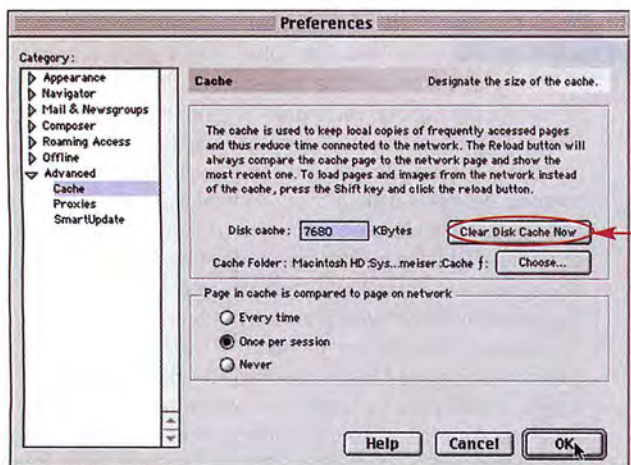 Preferences
Category:
Appearance
Navigator
Mail & Newsgroups
Composer
Roaming Access
Offline
Advanced
Cache
Proxies
SmartUpdate
Cache
Designate the size of the cache.
The cache is used to keep local copies of frequently accessed pages
and thus reduce time connected to the network. The Reload button will
always compare the cache page to the network page and show the
most recent one. To load pages and images from the network instead
of the cache, press the Shift key and click the reload button.
Disk cache: 7680 KBytes
Clear Disk Cache Now
Cache Folder: Macintosh HD:Sys...meiser:Cache ƒ:
Choose...
Page in cache is compared to page on network
Every time
Once per session
Never
Help
Cancel
OK